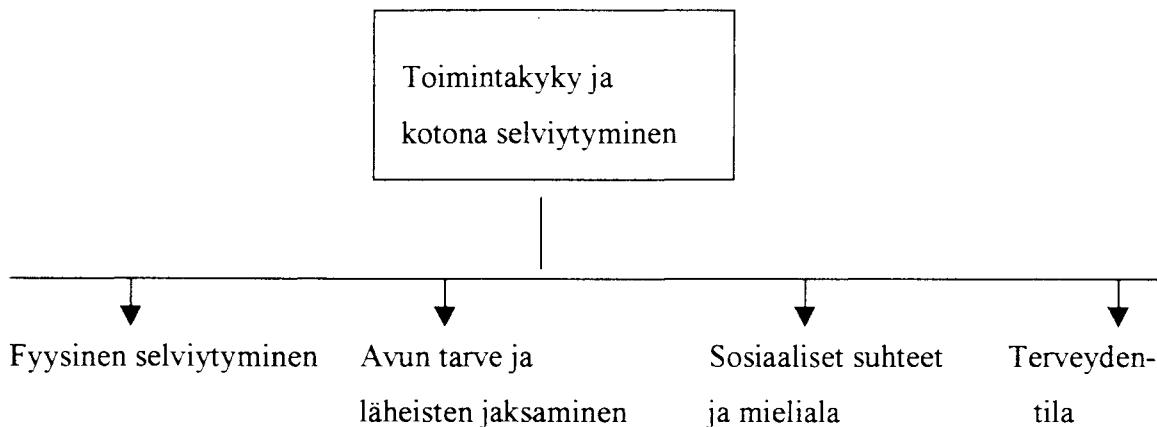 Toimintakyky ja
kotona selviytyminen
Fyysinen selviytyminen
Avun tarve ja
läheisten jaksaminen
Sosiaaliset suhteet
ja mieliala
Terveyden-
tila